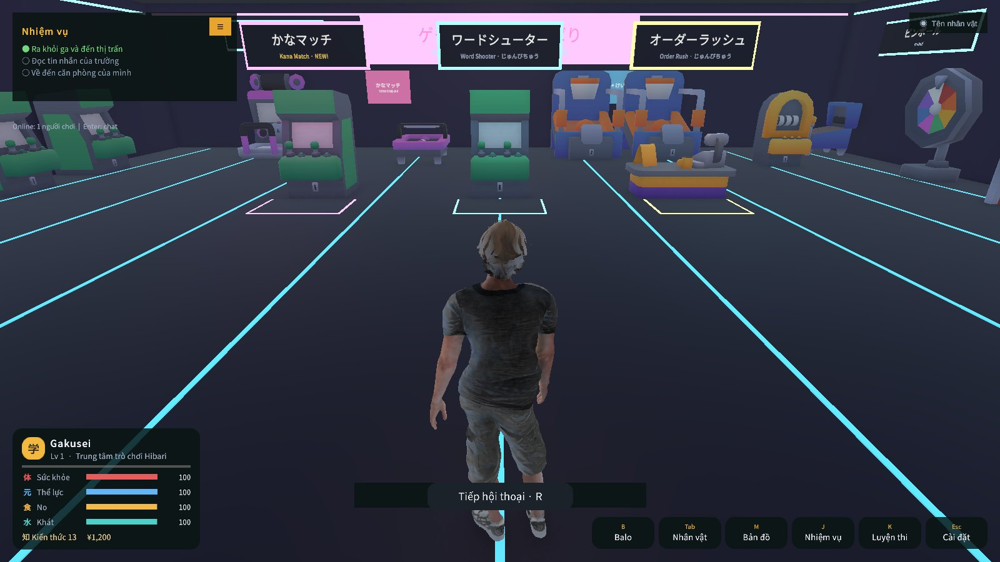 Nhiệm vụ
Ra khỏi ga và đến thị trấn
Đọc tin nhắn của trường
Về đến căn phòng của mình
Online: 1 người chơi | Enter: chat
かなマッチ
Kana Match · NEW!
ワードシューター
Word Shooter · じゅんびちゅう
オーダーラッシュ
Order Rush · じゅんびちゅう
ピンボール
Tên nhân vật
かなマッチ
学
Gakusei
Lv 1 · Trung tâm trò chơi Hibari
体 Sức khỏe 100
元 Thể lực 100
食 No 100
水 Khát 100
知 Kiến thức 13 ¥1,200
Tiếp hội thoại · R
B
Balo
Tab
Nhân vật
M
Bản đồ
J
Nhiệm vụ
K
Luyện thi
Esc
Cài đặt